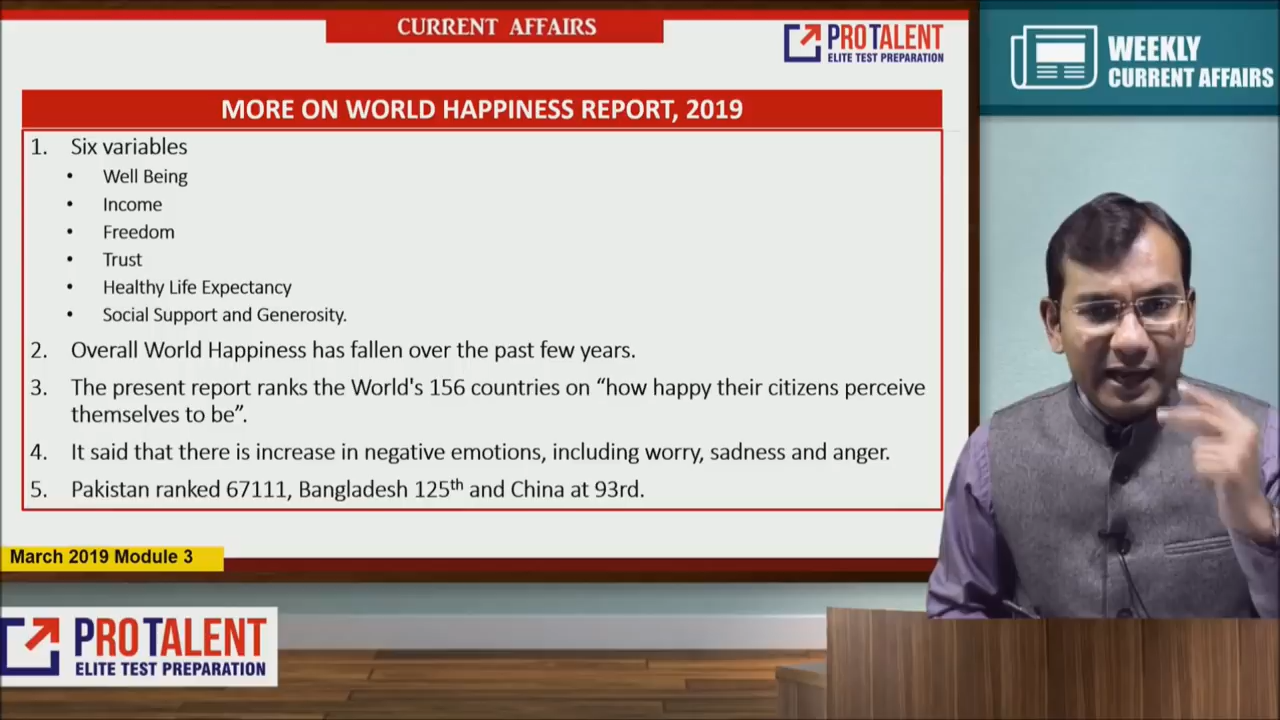 CURRENT AFFAIRS
PROTALENT
ELITE TEST PREPARATION
WEEKLY
CURRENT AFFAIRS
MORE ON WORLD HAPPINESS REPORT, 2019
1. Six variables
• Well Being
• Income
• Freedom
• Trust
• Healthy Life Expectancy
• Social Support and Generosity.
2. Overall World Happiness has fallen over the past few years.
3. The present report ranks the World's 156 countries on “how happy their citizens perceive
themselves to be”.
4. It said that there is increase in negative emotions, including worry, sadness and anger.
5. Pakistan ranked 67111, Bangladesh 125th and China at 93rd.
March 2019 Module 3
PROTALENT
ELITE TEST PREPARATION